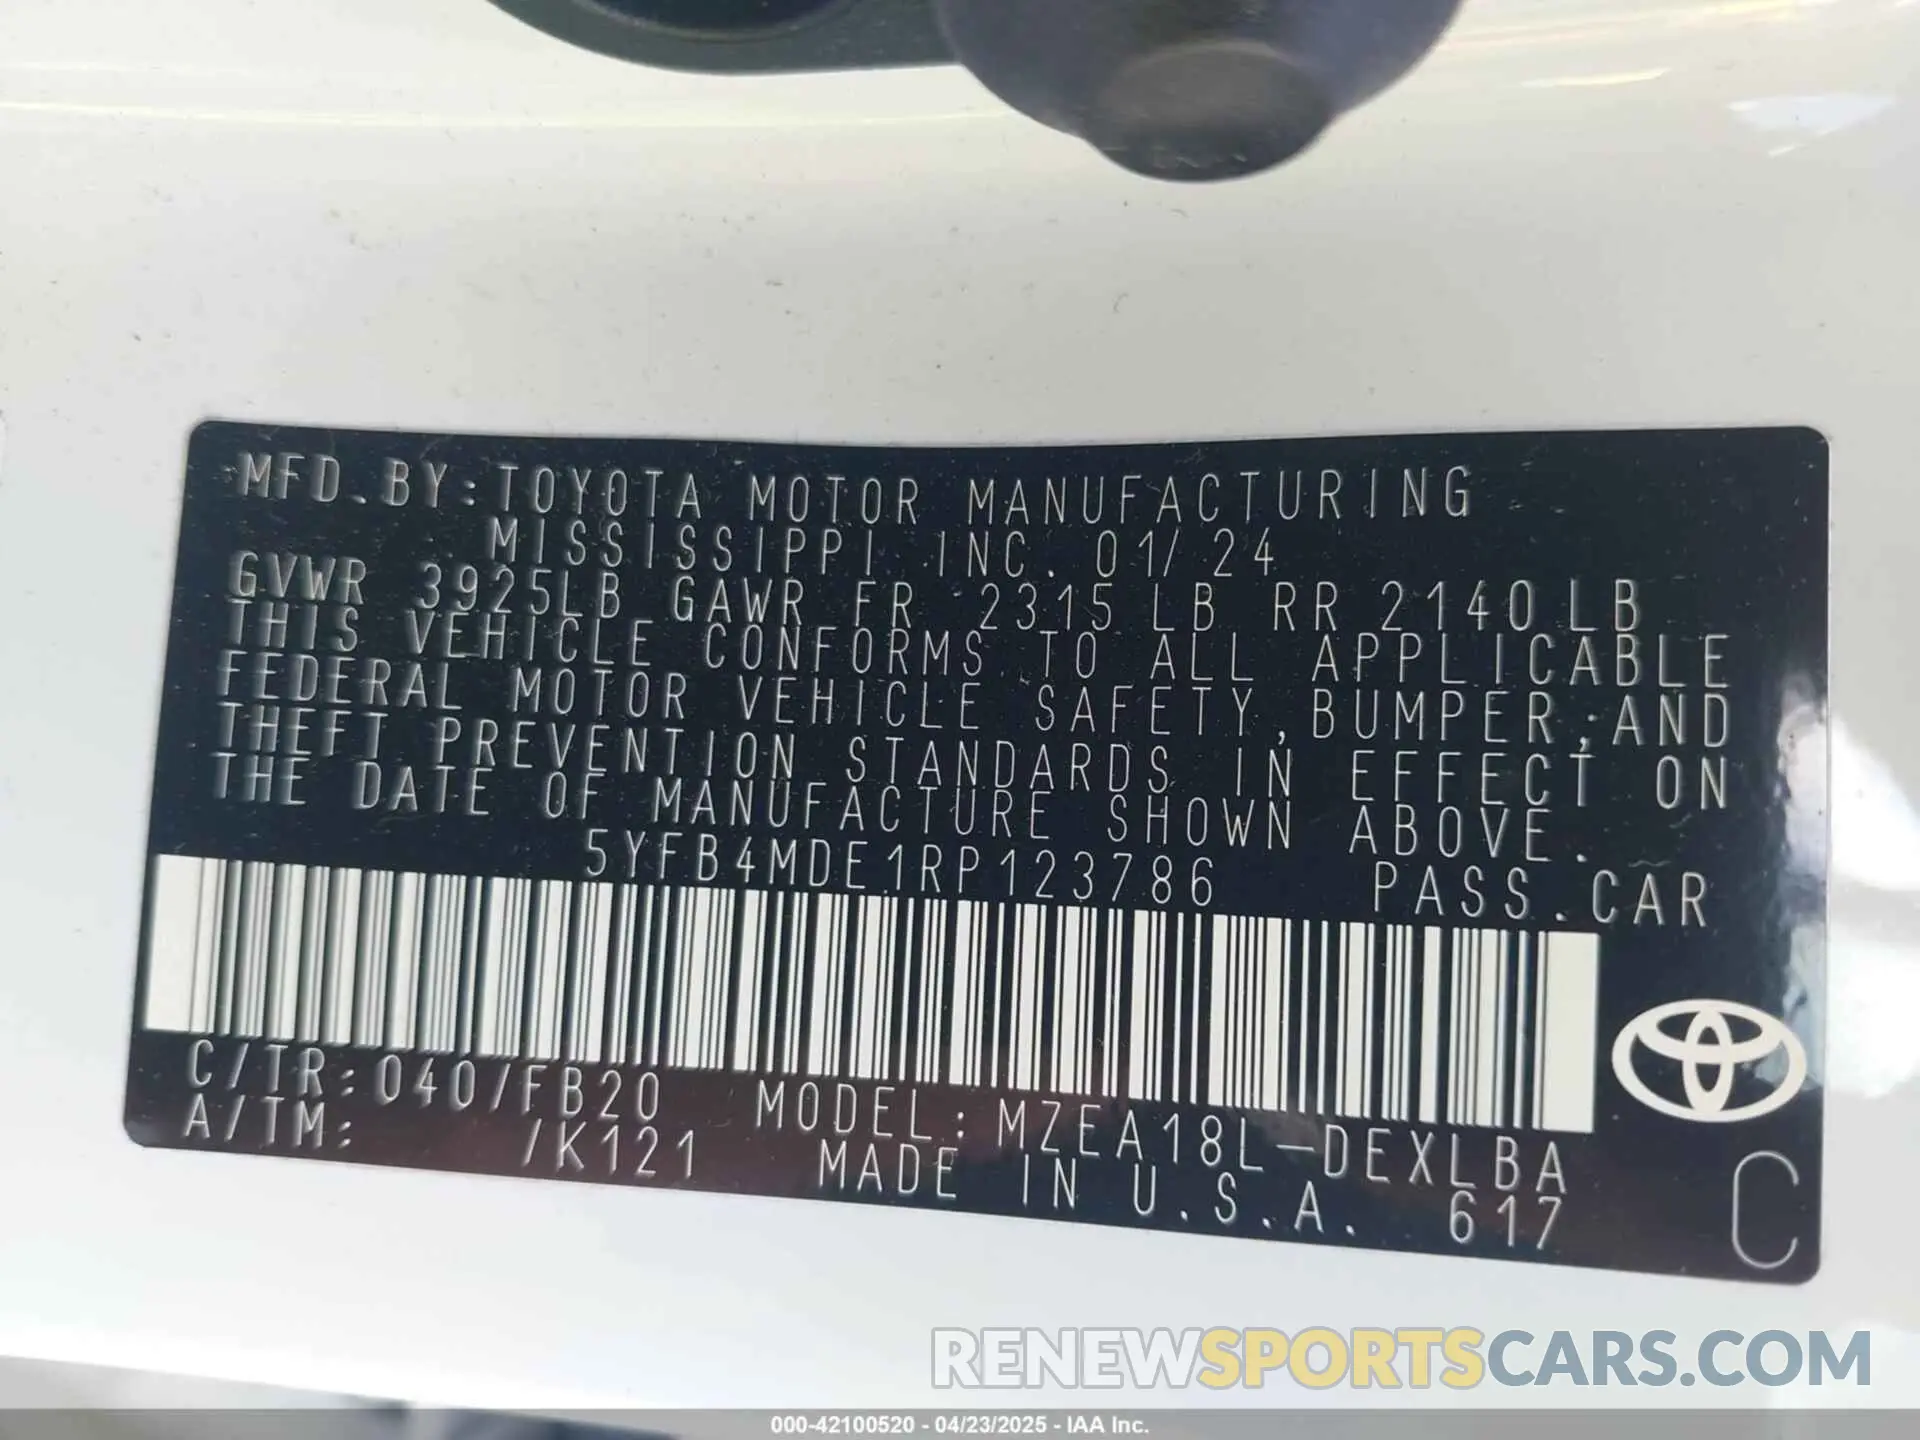 MFD.BY:TOYOTA MOTOR MANUFACTURING
MISSISSIPPI, INC. 01/24
GVWR 3925LB GAWR FR 2315 LB RR 2140 LB
THIS VEHICLE CONFORMS TO ALL APPLICABLE
FEDERAL MOTOR VEHICLE SAFETY,BUMPER,AND
THEFT PREVENTION STANDARDS IN EFFECT ON
THE DATE OF MANUFACTURE SHOWN ABOVE.
5YFB4MDE1RP123786 PASS.CAR
C/TR:040/FB20 MODEL:MZEA18L-DEXLBA
A/TM: /K121 MADE IN U.S.A. 617
C
RENEWSPORTSCARS.COM
000-42100520 - 04/23/2025 - IAA Inc.